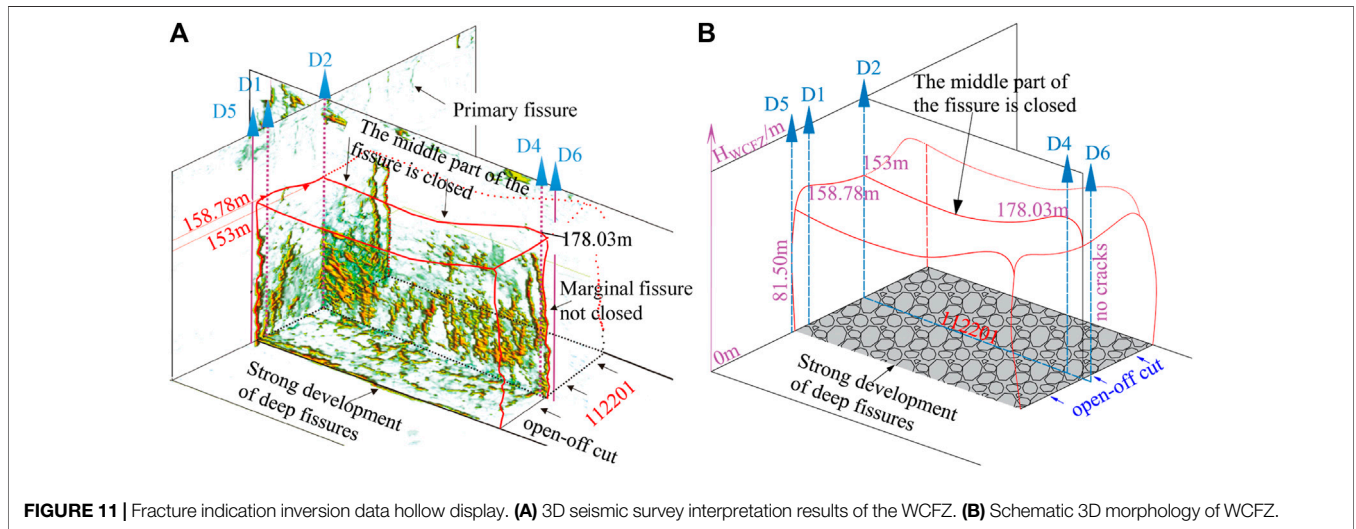 A
D2
D1
D5
Primary fissure
The middle part of the
fissure is closed
D4
D6
158.78m
153m
178.03m
Marginal fissure
not closed
Strong development
of deep fissures
112201
open-off cut
B
D2
The middle part of
the fissure is closed
D5
D1
D4
D6
HWCFZ/m
153m
158.78m
178.03m
81.50m
no cracks
112201
0m
Strong development
of deep fissures
open-off cut
FIGURE 11 | Fracture indication inversion data hollow display. (A) 3D seismic survey interpretation results of the WCFZ. (B) Schematic 3D morphology of WCFZ.